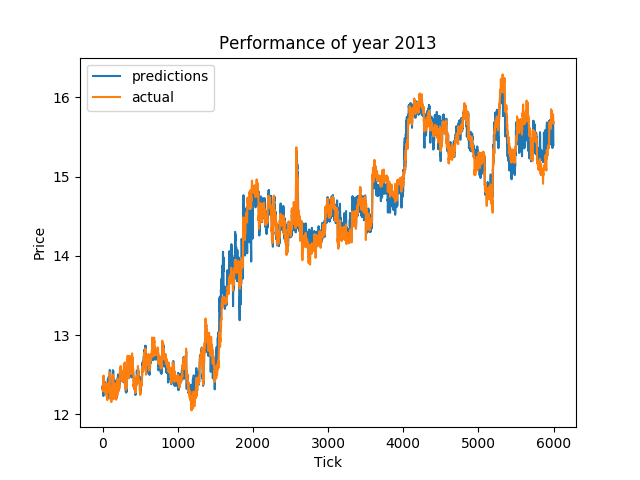 Performance of year 2013
predictions
actual
16
15
14
13
12
Price
0 1000 2000 3000 4000 5000 6000
Tick